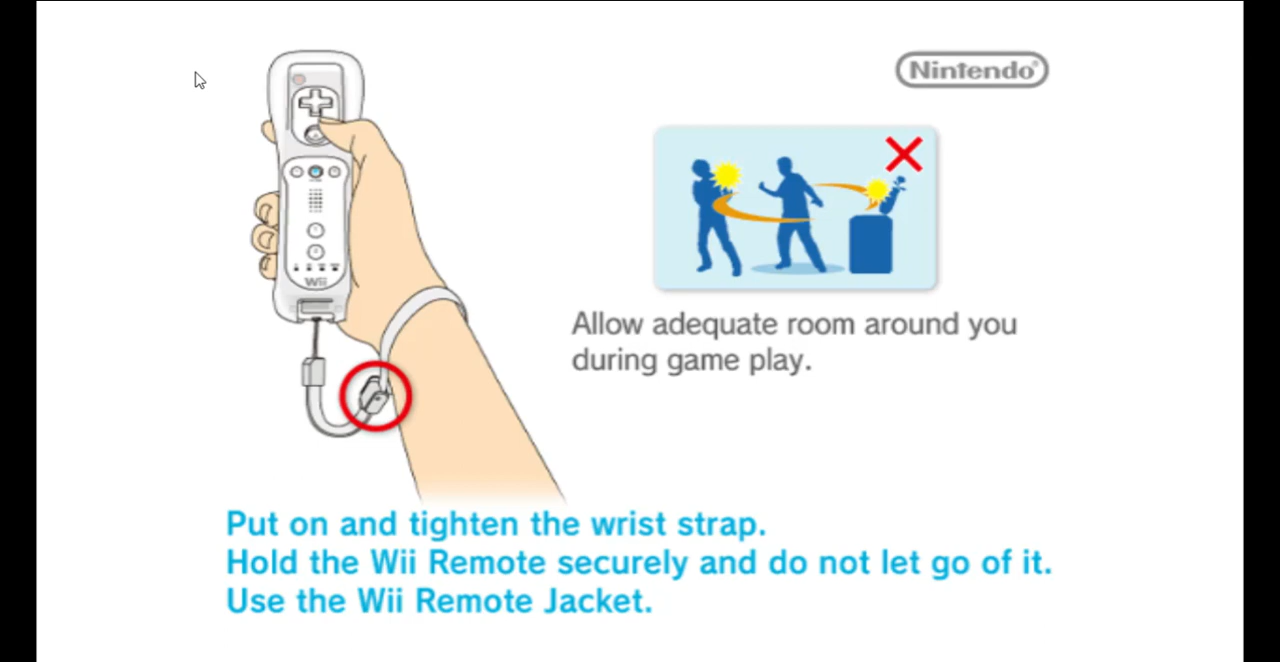 Nintendo®
Wii
Allow adequate room around you
during game play.
Put on and tighten the wrist strap.
Hold the Wii Remote securely and do not let go of it.
Use the Wii Remote Jacket.